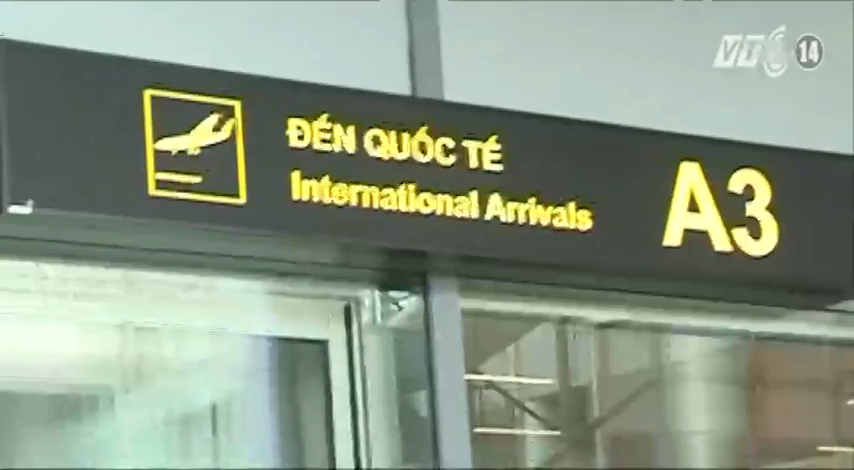 VTC 14
ĐẾN QUỐC TẾ
International Arrivals
A3